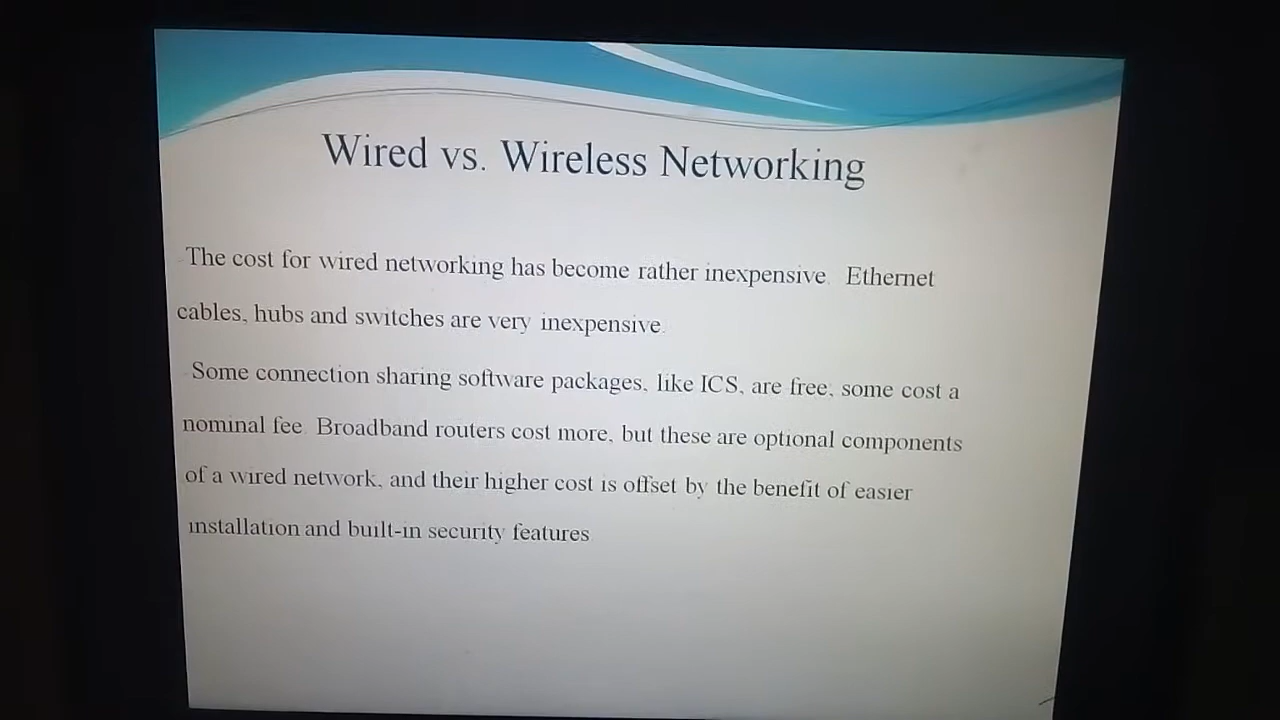 Wired vs. Wireless Networking
The cost for wired networking has become rather inexpensive. Ethernet
cables, hubs and switches are very inexpensive.
Some connection sharing software packages, like ICS, are free; some cost a
nominal fee. Broadband routers cost more, but these are optional components
of a wired network, and their higher cost is offset by the benefit of easier
installation and built-in security features